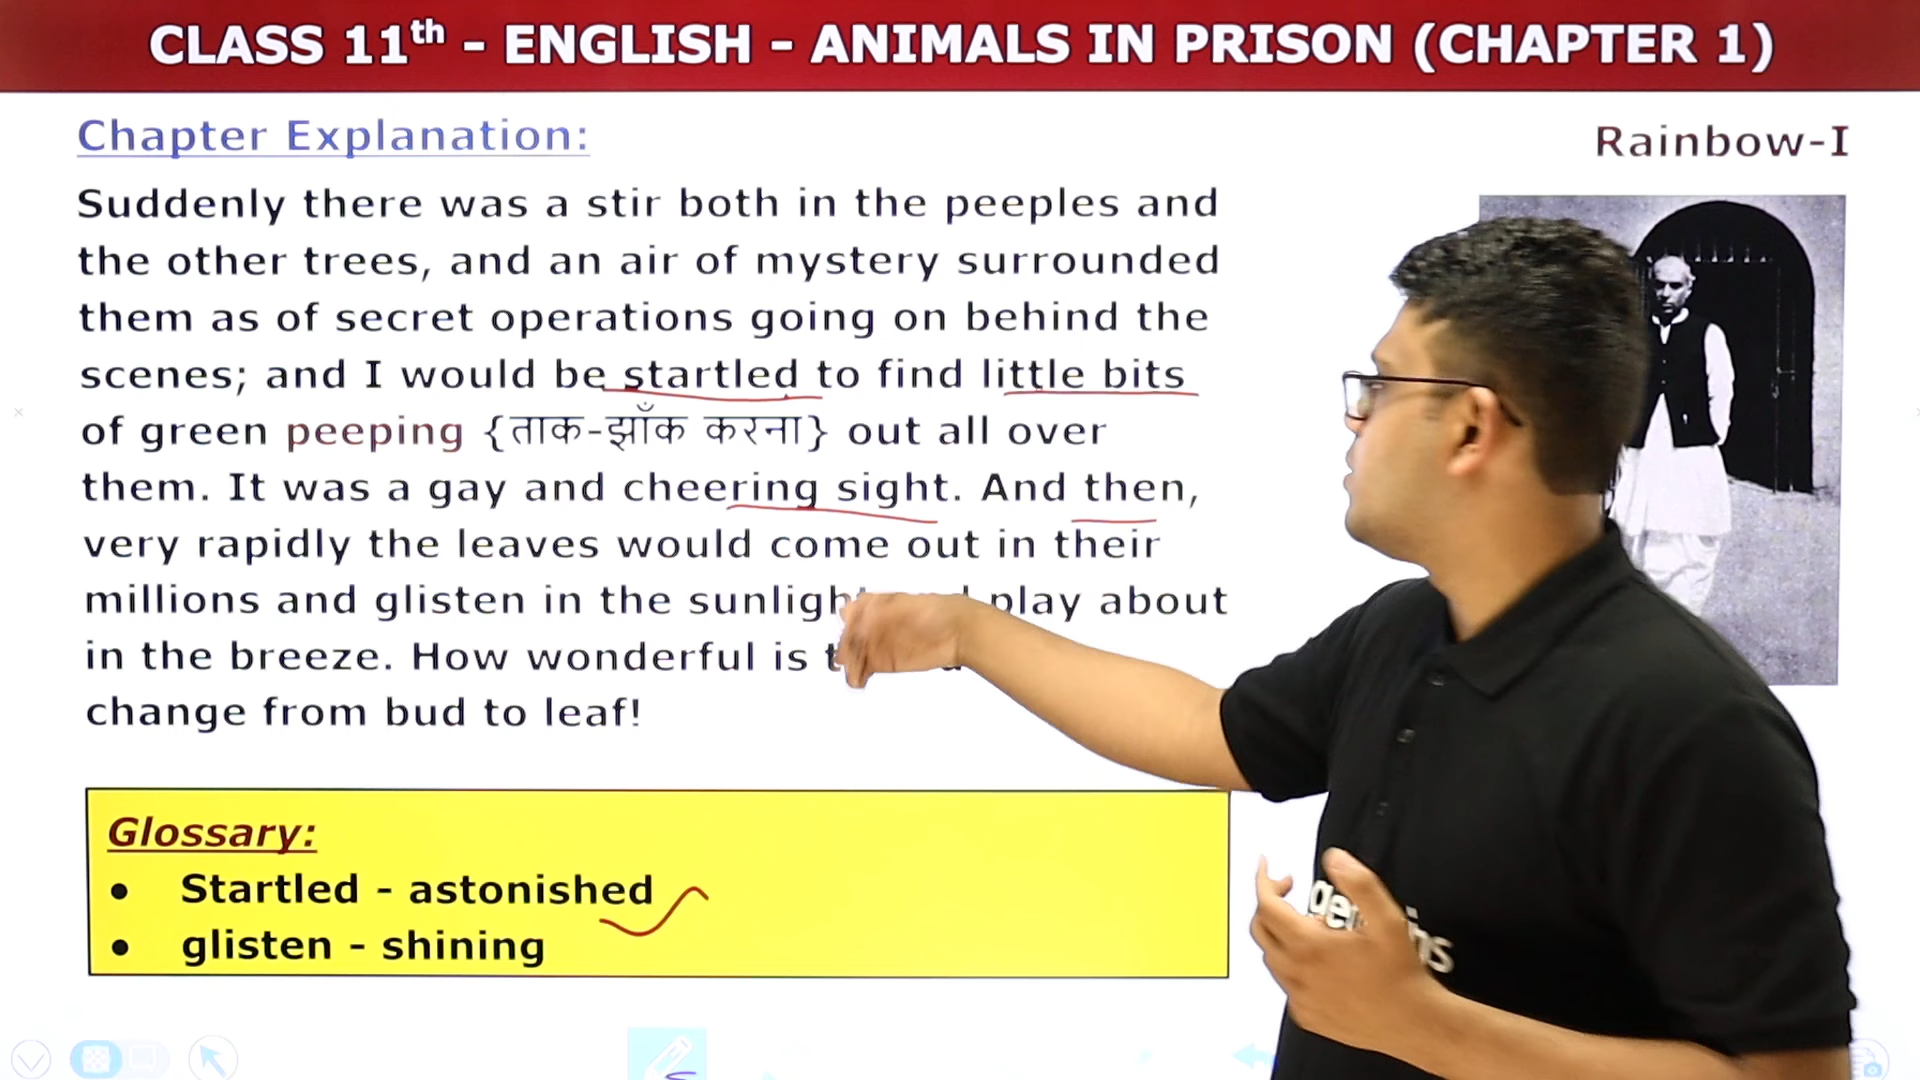 CLASS 11th - ENGLISH - ANIMALS IN PRISON (CHAPTER 1)
Chapter Explanation:
Rainbow-I
Suddenly there was a stir both in the peeples and
the other trees, and an air of mystery surrounded
them as of secret operations going on behind the
scenes; and I would be startled to find little bits
of green peeping {ताक-झाँक करना} out all over
them. It was a gay and cheering sight. And then,
very rapidly the leaves would come out in their
millions and glisten in the sunlight play about
in the breeze. How wonderful is
change from bud to leaf!
Glossary:
● Startled - astonished
● glisten - shining